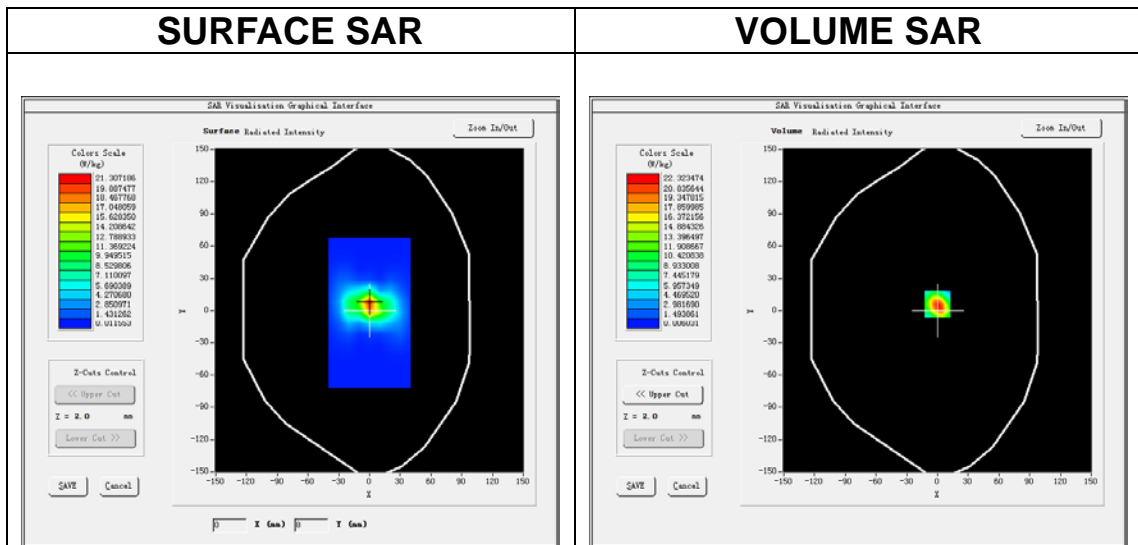 SURFACE SAR
VOLUME SAR
SAR Visualisation Graphical Interface
Surface Radiated Intensity
Zoom In/Out
Colors Scale
(W/kg)
21.307186
19.887477
18.467768
17.048059
15.628350
14.208642
12.788933
11.369224
9.949515
8.529806
7.110097
5.690389
4.270680
2.850971
1.431262
0.011553
Z-Cuts Control
<< Upper Cut
Z = 2.0 mm
Lower Cut >>
SAVE Cancel
150
120
90
60
30
0
-30
-60
-90
-120
-150
Y
-150 -120 -90 -60 -30 0 30 60 90 120 150
X
0 X (mm) 8 Y (mm)
SAR Visualisation Graphical Interface
Volume Radiated Intensity
Zoom In/Out
Colors Scale
(W/kg)
22.323474
20.835644
19.347815
17.859985
16.372156
14.884326
13.396497
11.908667
10.420838
8.933008
7.445179
5.957349
4.469520
2.981690
1.493861
0.006031
Z-Cuts Control
<< Upper Cut
Z = 2.0 mm
Lower Cut >>
SAVE Cancel
150
120
90
60
30
0
-30
-60
-90
-120
-150
Y
-150 -120 -90 -60 -30 0 30 60 90 120 150
X